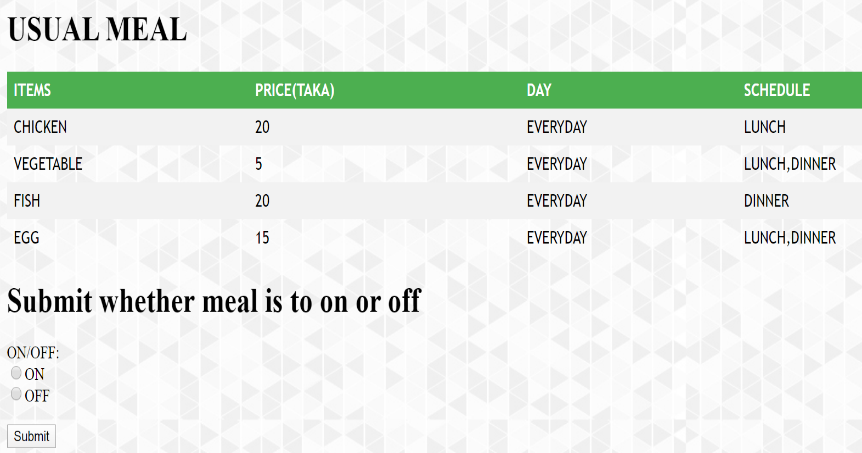 USUAL MEAL
ITEMS PRICE(TAKA) DAY SCHEDULE
CHICKEN 20 EVERYDAY LUNCH
VEGETABLE 5 EVERYDAY LUNCH,DINNER
FISH 20 EVERYDAY DINNER
EGG 15 EVERYDAY LUNCH,DINNER
Submit whether meal is to on or off
ON/OFF:
ON
OFF
Submit